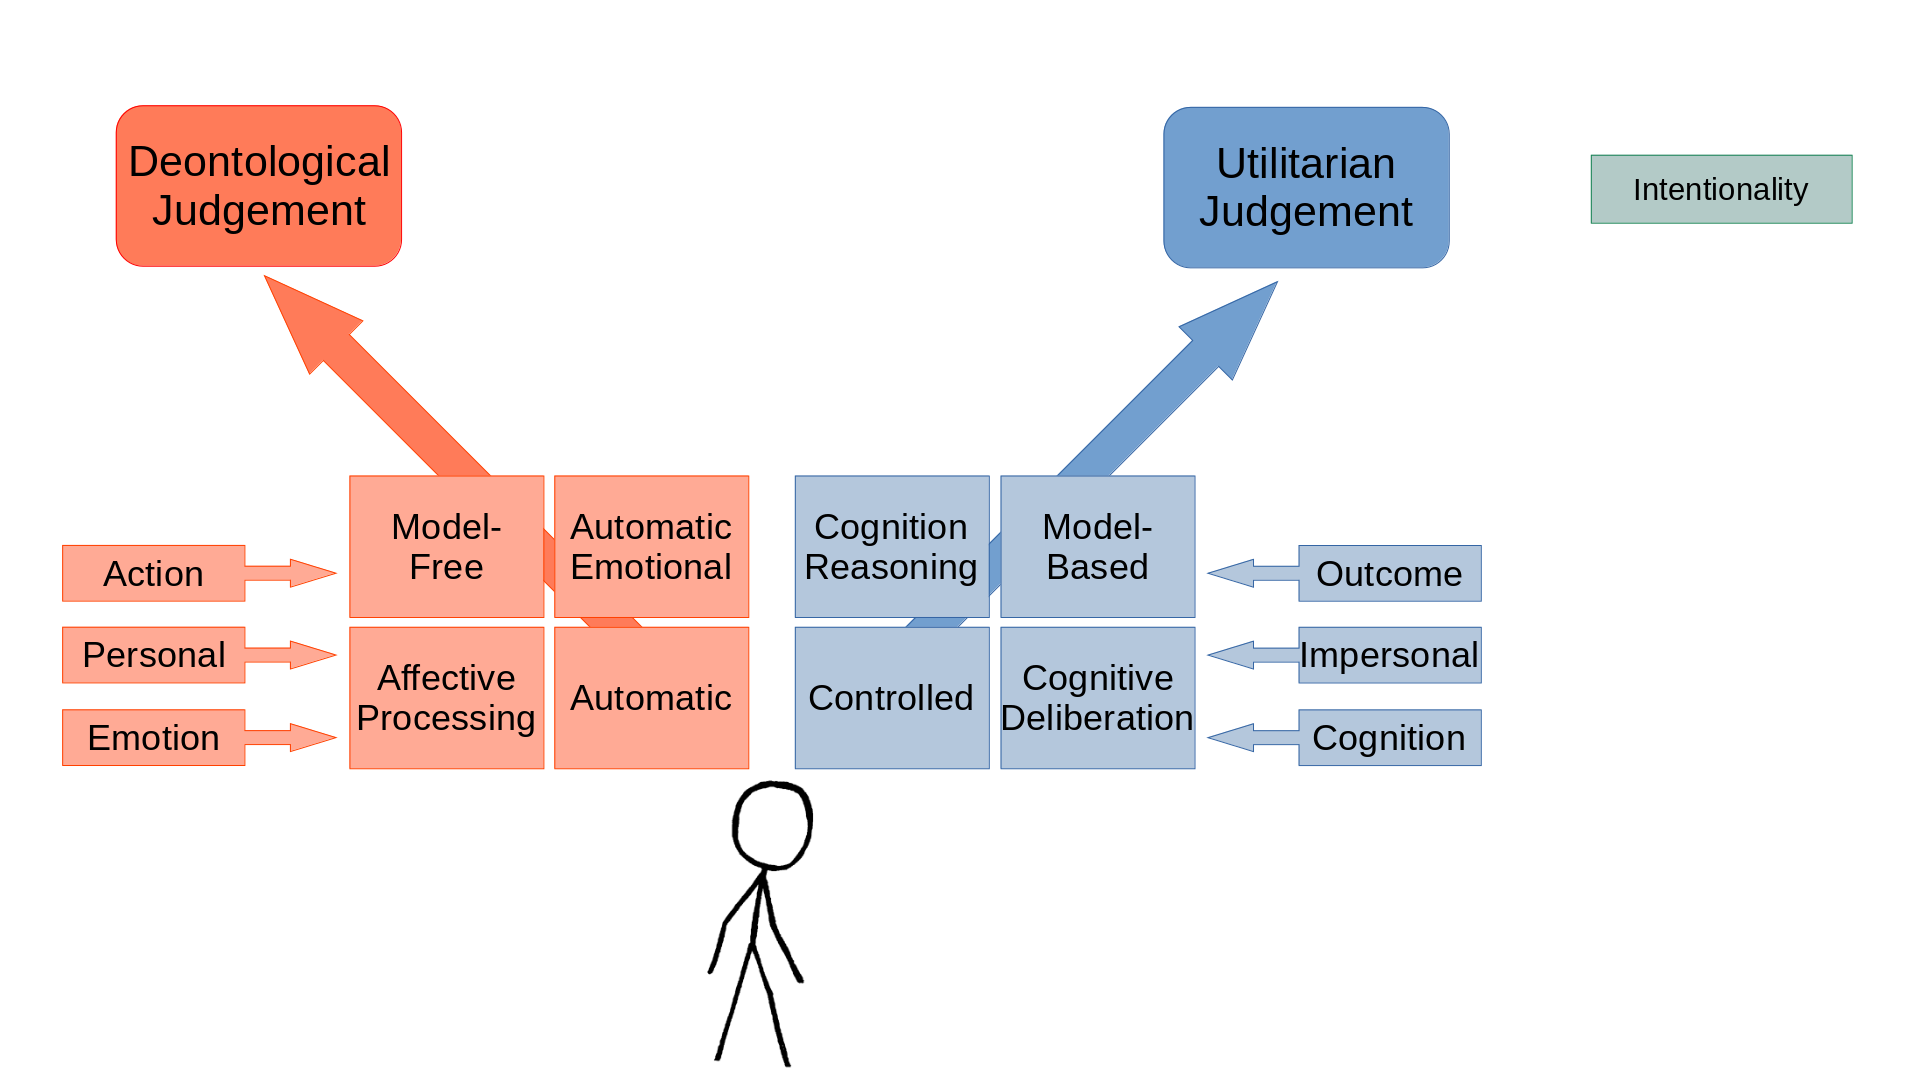 Deontological
Judgement
Utilitarian
Judgement
Intentionality
Model-
Free
Automatic
Emotional
Cognition
Reasoning
Model-
Based
Action
Outcome
Personal
Impersonal
Affective
Processing
Automatic
Controlled
Cognitive
Deliberation
Emotion
Cognition